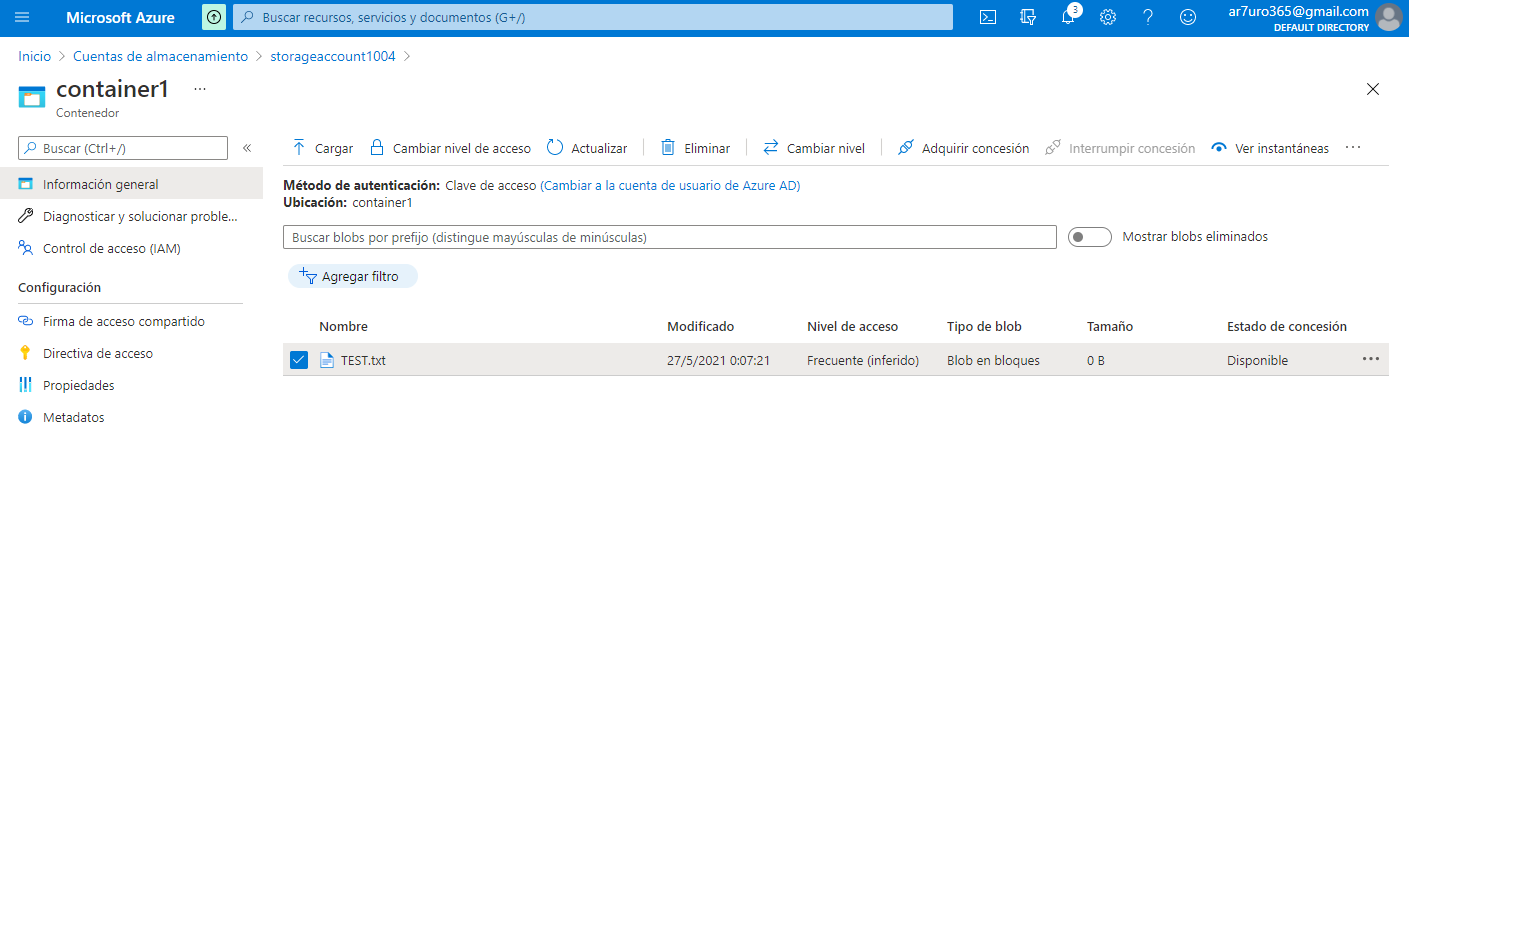 Microsoft Azure
Buscar recursos, servicios y documentos (G+/)
3
ar7uro365@gmail.com
DEFAULT DIRECTORY
Inicio > Cuentas de almacenamiento > storageaccount1004 >
container1 ...
Contenedor
Buscar (Ctrl+/) «
Cargar Cambiar nivel de acceso Actualizar Eliminar Cambiar nivel Adquirir concesión Interrumpir concesión Ver instantáneas ...
Información general
Diagnosticar y solucionar proble...
Control de acceso (IAM)
Configuración
Firma de acceso compartido
Directiva de acceso
Propiedades
Metadatos
Método de autenticación: Clave de acceso (Cambiar a la cuenta de usuario de Azure AD)
Ubicación: container1
Buscar blobs por prefijo (distingue mayúsculas de minúsculas) Mostrar blobs eliminados
Agregar filtro
Nombre Modificado Nivel de acceso Tipo de blob Tamaño Estado de concesión
TEST.txt 27/5/2021 0:07:21 Frecuente (inferido) Blob en bloques 0 B Disponible ...